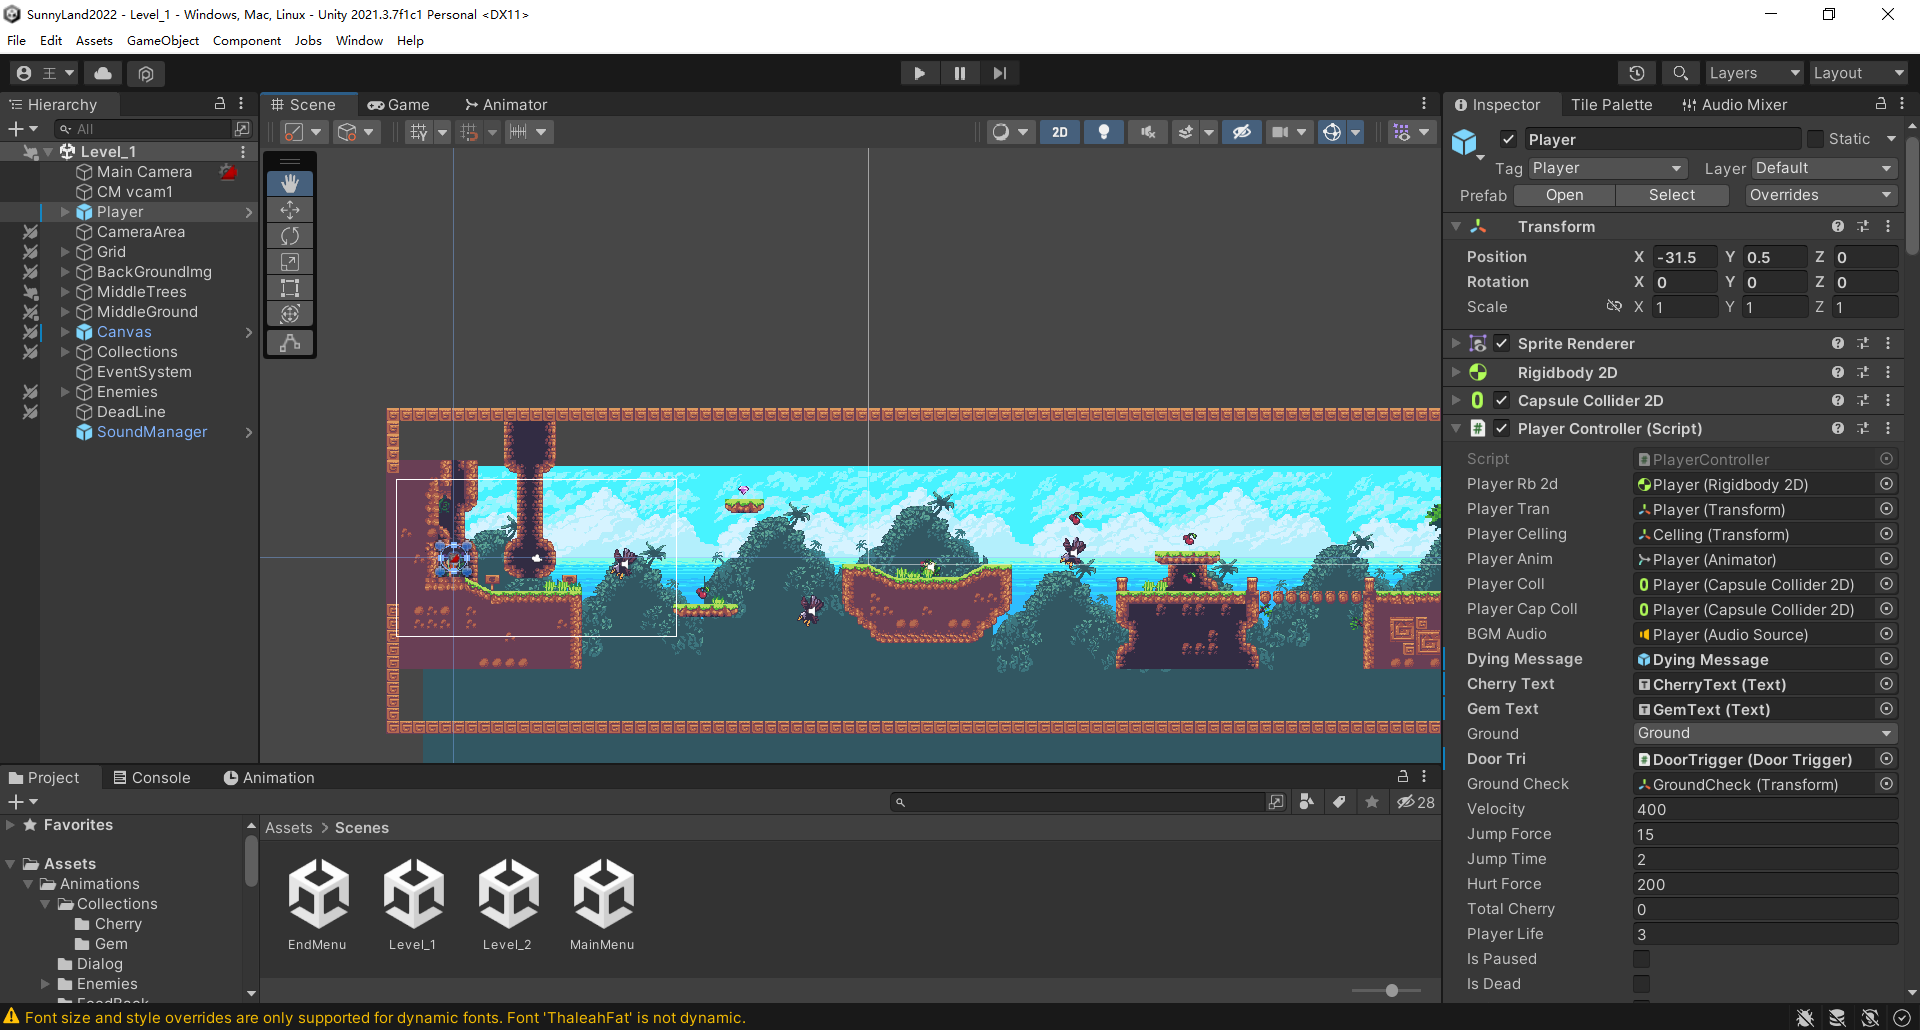 SunnyLand2022 - Level_1 - Windows, Mac, Linux - Unity 2021.3.7f1c1 Personal <DX11>
File Edit Assets GameObject Component Jobs Window Help
王 Layers Layout
Hierarchy
All
Level_1
Main Camera
CM vcam1
Player
CameraArea
Grid
BackGroundImg
MiddleTrees
MiddleGround
Canvas
Collections
EventSystem
Enemies
DeadLine
SoundManager
Scene Game Animator
2D
Inspector Tile Palette Audio Mixer
Player Static
Tag Player Layer Default
Prefab Open Select Overrides
Transform
Position X -31.5 Y 0.5 Z 0
Rotation X 0 Y 0 Z 0
Scale X 1 Y 1 Z 1
Sprite Renderer
Rigidbody 2D
Capsule Collider 2D
Player Controller (Script)
Script PlayerController
Player Rb 2d Player (Rigidbody 2D)
Player Tran Player (Transform)
Player Celling Celling (Transform)
Player Anim Player (Animator)
Player Coll Player (Capsule Collider 2D)
Player Cap Coll Player (Capsule Collider 2D)
BGM Audio Player (Audio Source)
Dying Message Dying Message
Cherry Text CherryText (Text)
Gem Text GemText (Text)
Ground Ground
Door Tri DoorTrigger (Door Trigger)
Ground Check GroundCheck (Transform)
Velocity 400
Jump Force 15
Jump Time 2
Hurt Force 200
Total Cherry 0
Player Life 3
Is Paused
Is Dead
Project Console Animation
28
Favorites
Assets
Animations
Collections
Cherry
Gem
Dialog
Enemies
FeedBack
Assets > Scenes
EndMenu Level_1 Level_2 MainMenu
Font size and style overrides are only supported for dynamic fonts. Font 'ThaleahFat' is not dynamic.